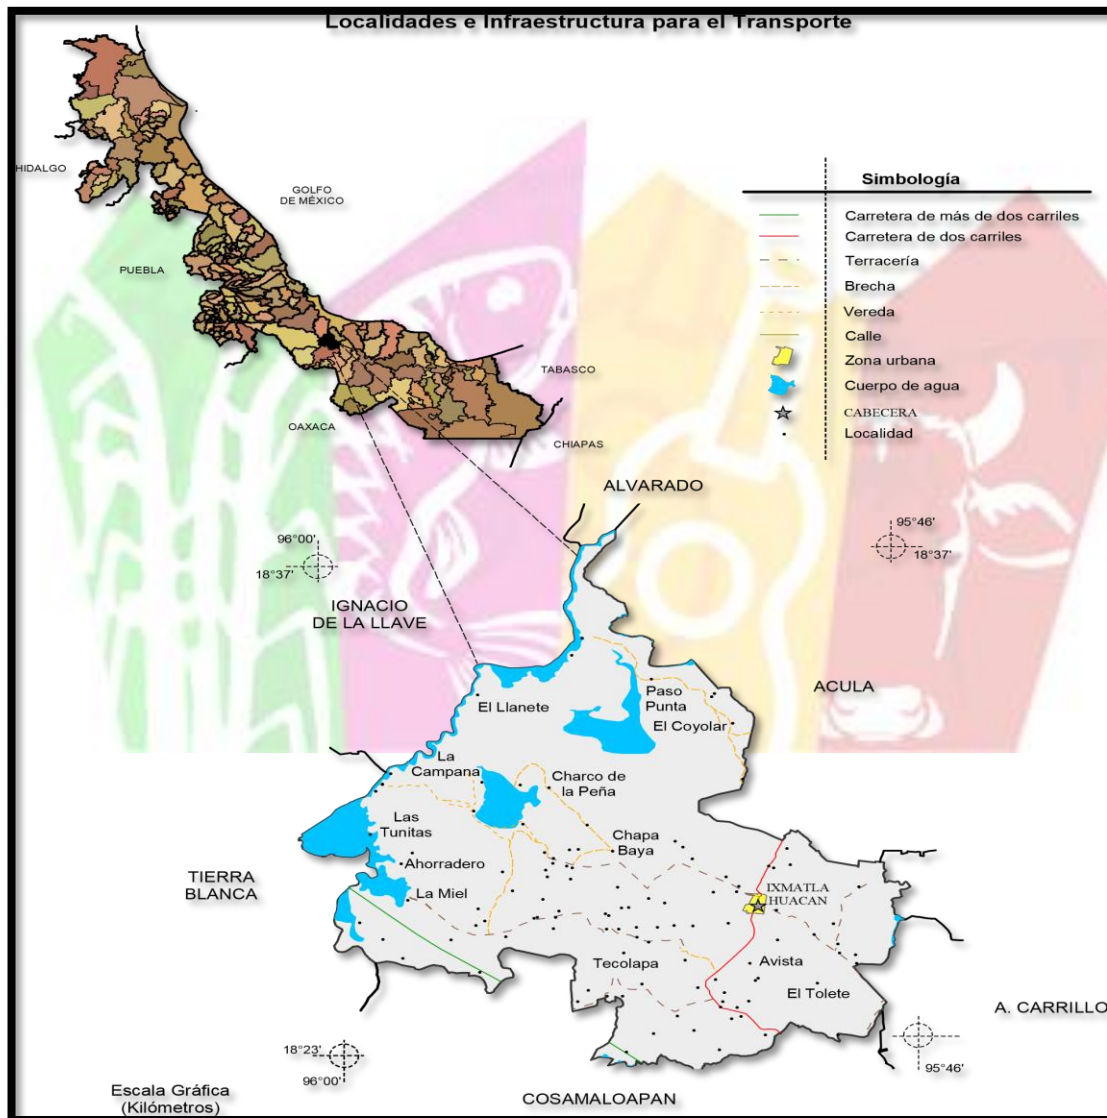 Localidades e Infraestructura para el Transporte
HIDALGO
GOLFO
DE MÉXICO
PUEBLA
TABASCO
OAXACA
CHIAPAS
Simbología
Carretera de más de dos carriles
Carretera de dos carriles
Terracería
Brecha
Vereda
Calle
Zona urbana
Cuerpo de agua
CABECERA
Localidad
ALVARADO
96°00'
18°37'
95°46'
18°37'
IGNACIO
DE LA LLAVE
ACULA
El Llanete
Paso
Punta
El Coyolar
La
Campana
Charco de
la Peña
Las
Tunitas
Chapa
Baya
Ahorradero
TIERRA
BLANCA
La Miel
IXMATLA
HUACAN
Tecolapa
Avista
El Tolete
A. CARRILLO
18°23'
96°00'
95°46'
Escala Gráfica
(Kilómetros)
COSAMALOAPAN